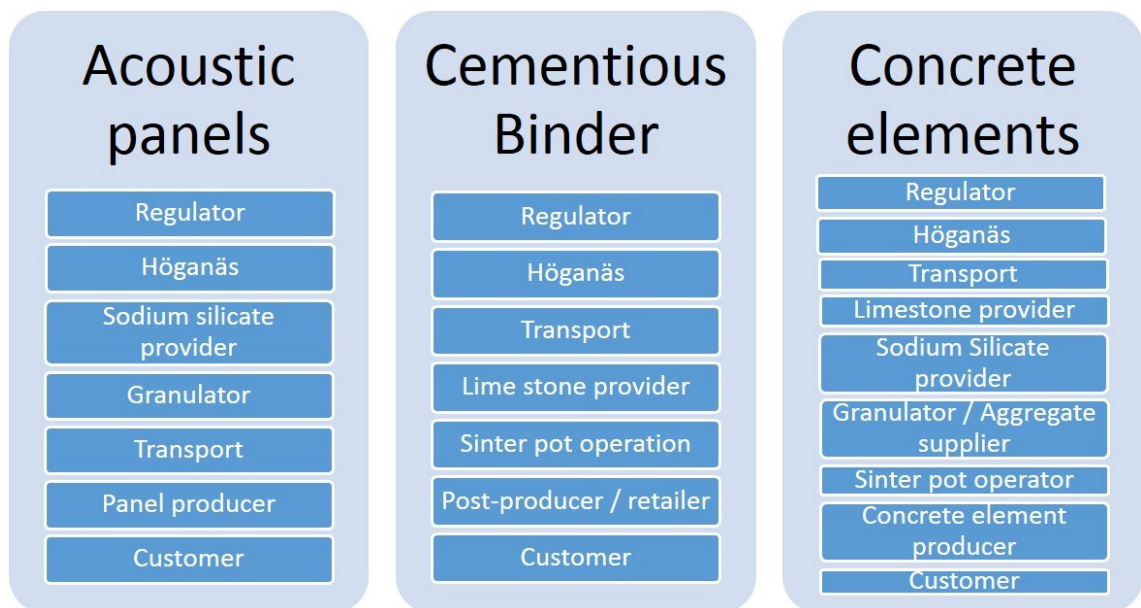 Acoustic
panels
Regulator
Höganäs
Sodium silicate
provider
Granulator
Transport
Panel producer
Customer
Cementious
Binder
Regulator
Höganäs
Transport
Lime stone provider
Sinter pot operation
Post-producer / retailer
Customer
Concrete
elements
Regulator
Höganäs
Transport
Limestone provider
Sodium Silicate
provider
Granulator / Aggregate
supplier
Sinter pot operator
Concrete element
producer
Customer